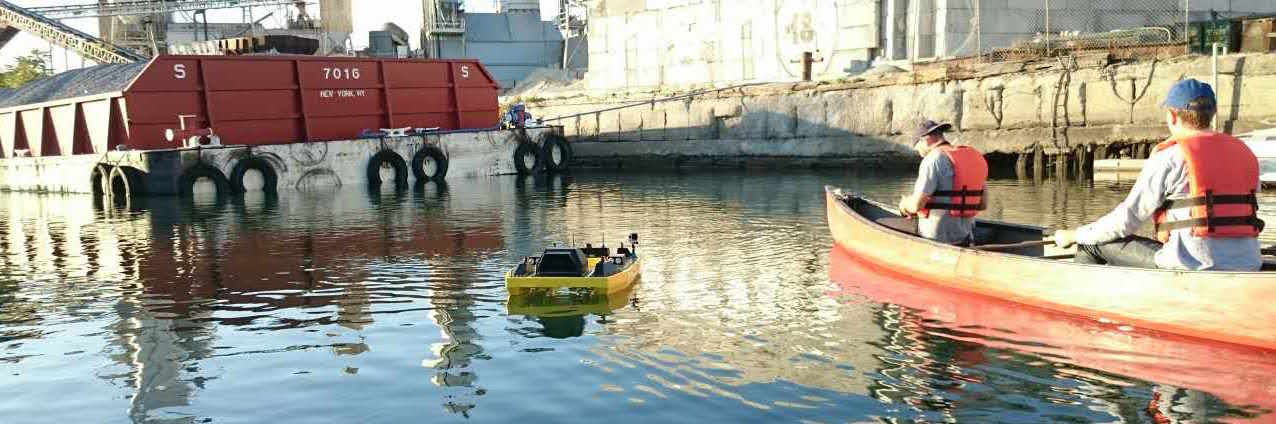 S 7016 S
NEW YORK, NY